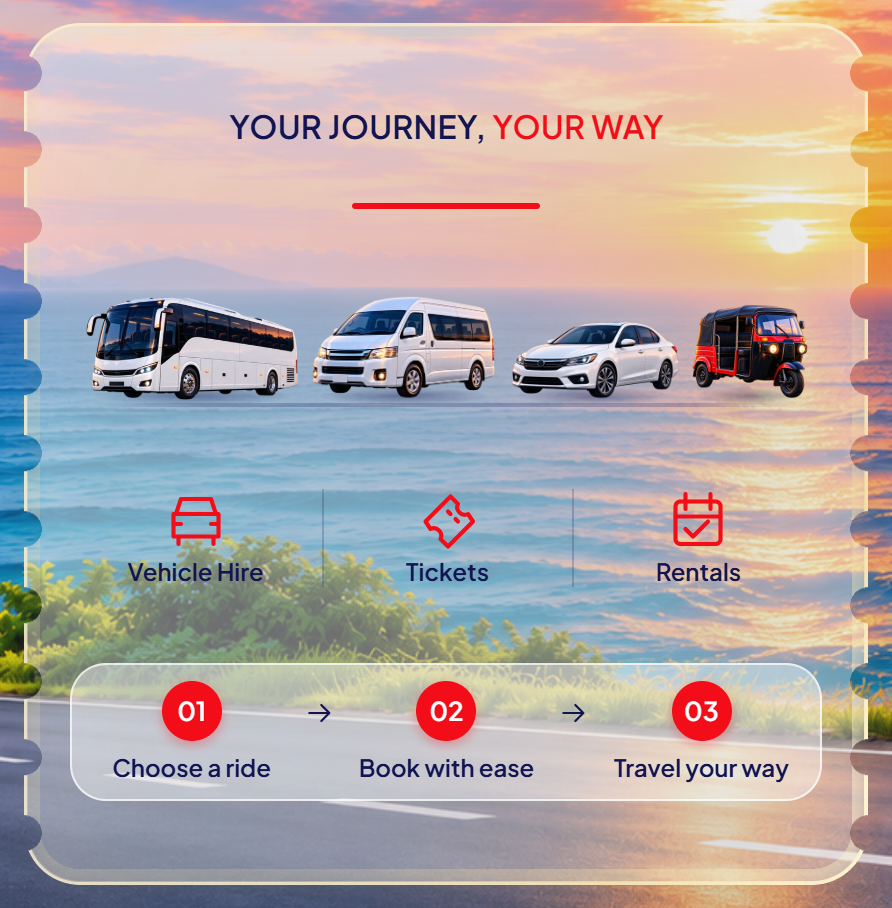 YOUR JOURNEY, YOUR WAY
Vehicle Hire
Tickets
Rentals
01
02
03
Choose a ride
Book with ease
Travel your way